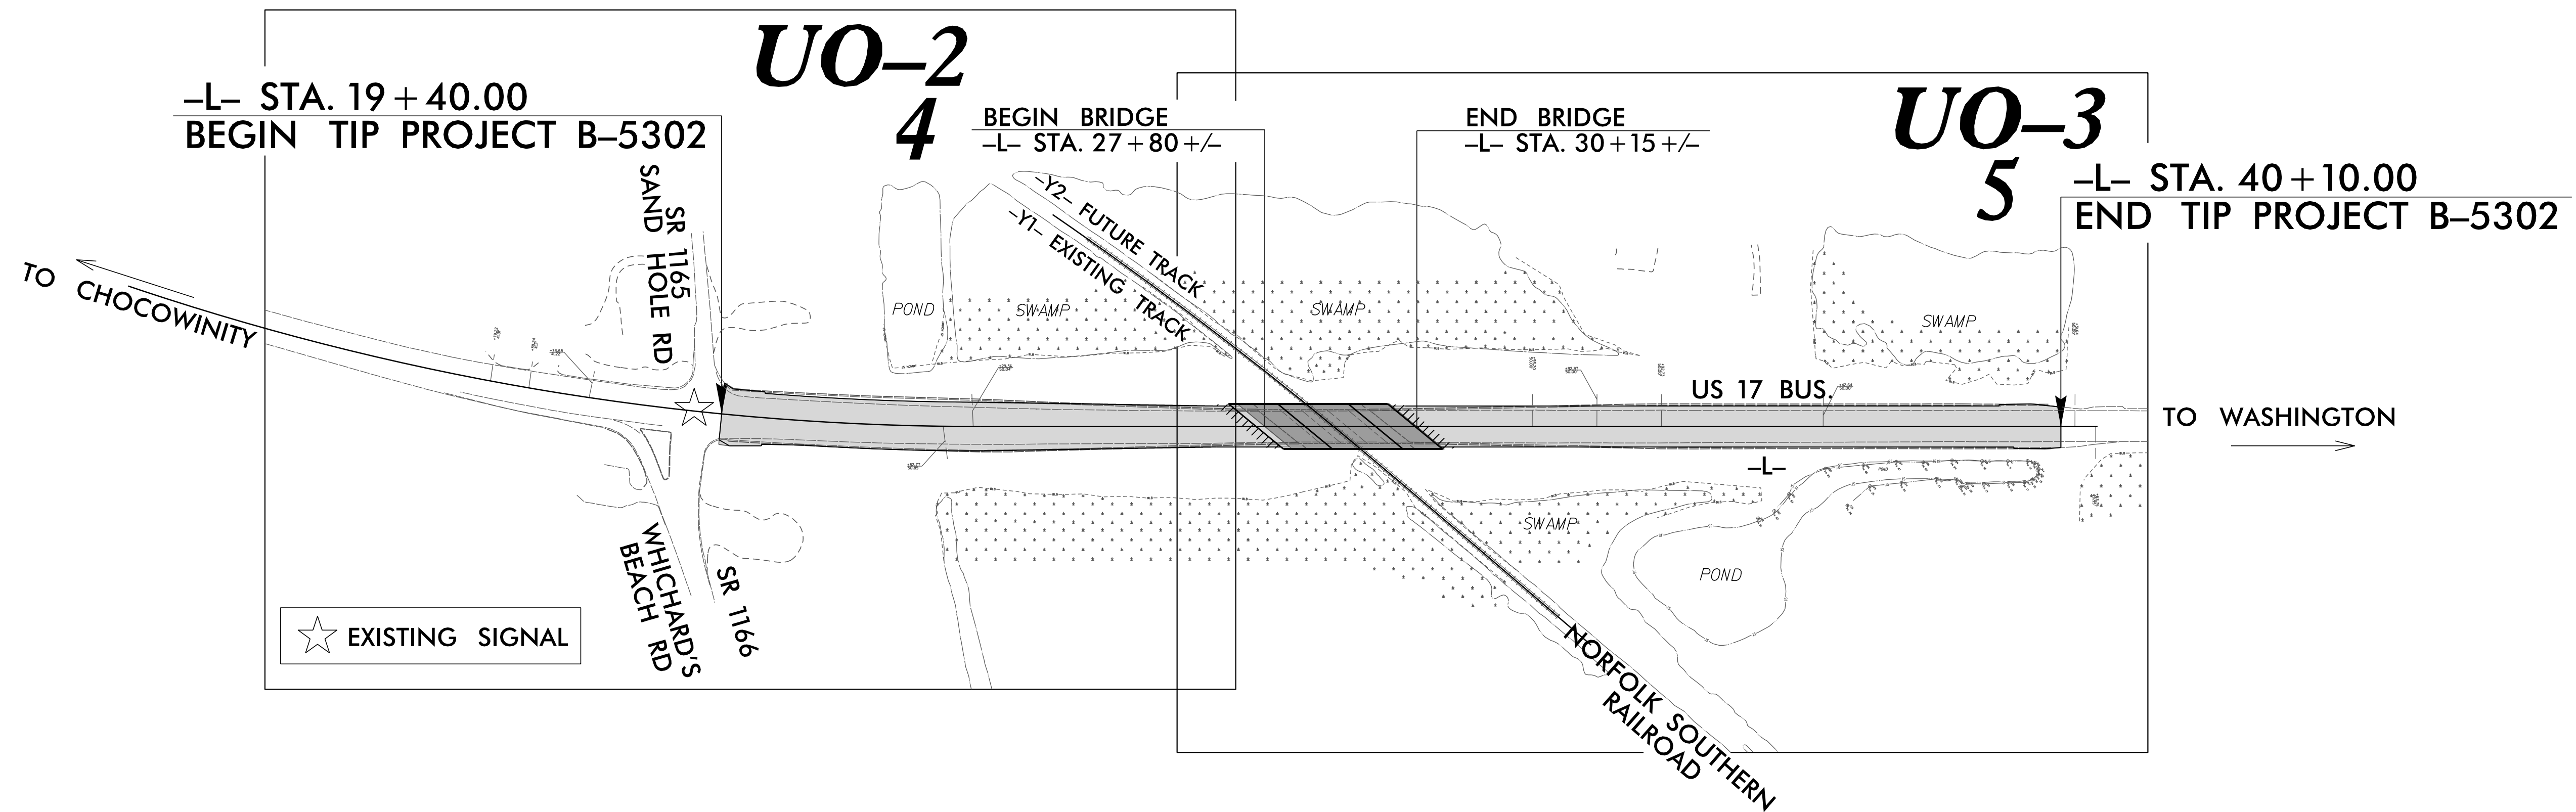 UO–2
4
–L– STA. 19+40.00
BEGIN TIP PROJECT B–5302
BEGIN BRIDGE
–L– STA. 27+80 +/–
END BRIDGE
–L– STA. 30+15 +/–
UO–3
5
–L– STA. 40+10.00
END TIP PROJECT B–5302
SR 1165
SAND HOLE RD
–Y2– FUTURE TRACK
–Y1– EXISTING TRACK
TO CHOCOWINITY
POND
SWAMP
SWAMP
SWAMP
US 17 BUS.
TO WASHINGTON
–L–
SWAMP
POND
WHICHARD'S
BEACH RD
SR 1166
EXISTING SIGNAL
NORFOLK SOUTHERN
RAILROAD